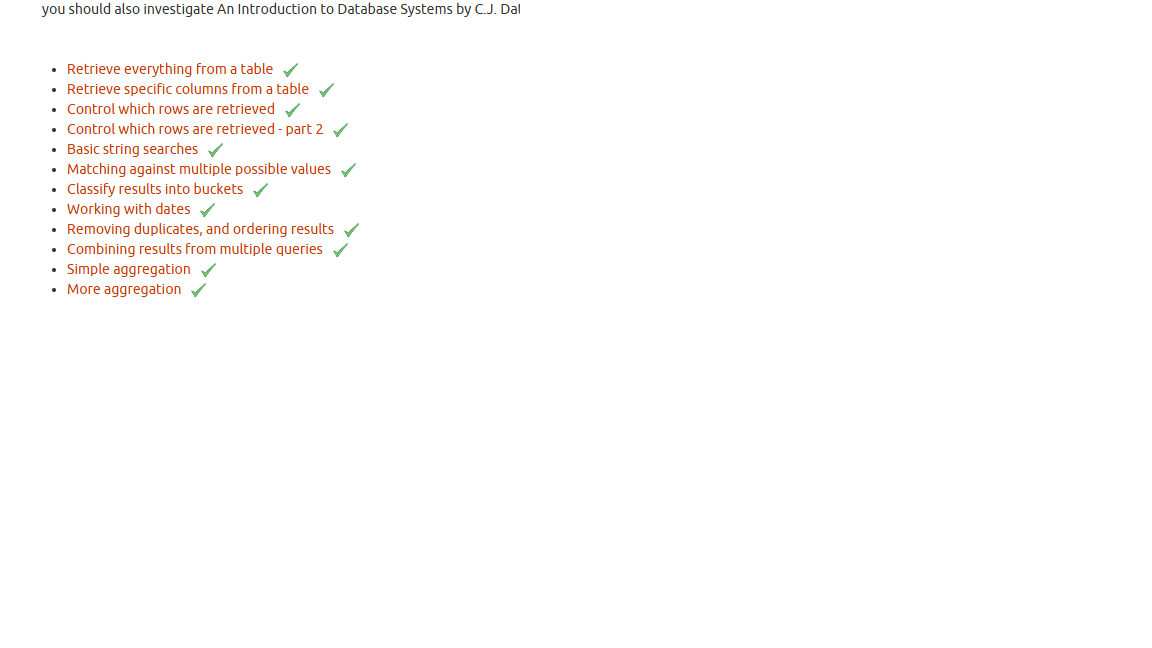 you should also investigate An Introduction to Database Systems by C.J.
Retrieve everything from a table
Retrieve specific columns from a table
Control which rows are retrieved
Control which rows are retrieved - part 2
Basic string searches
Matching against multiple possible values
Classify results into buckets
Working with dates
Removing duplicates, and ordering results
Combining results from multiple queries
Simple aggregation
More aggregation